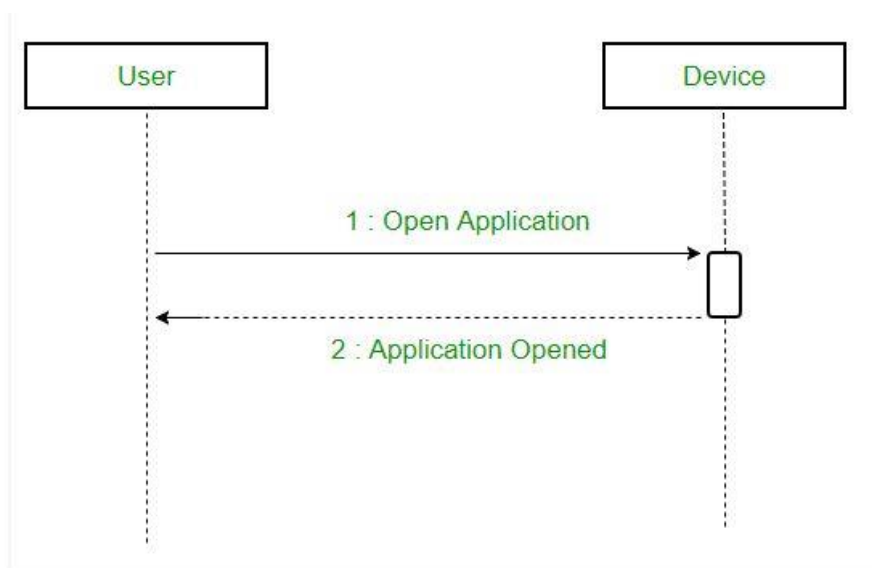 User
Device
1 : Open Application
2 : Application Opened